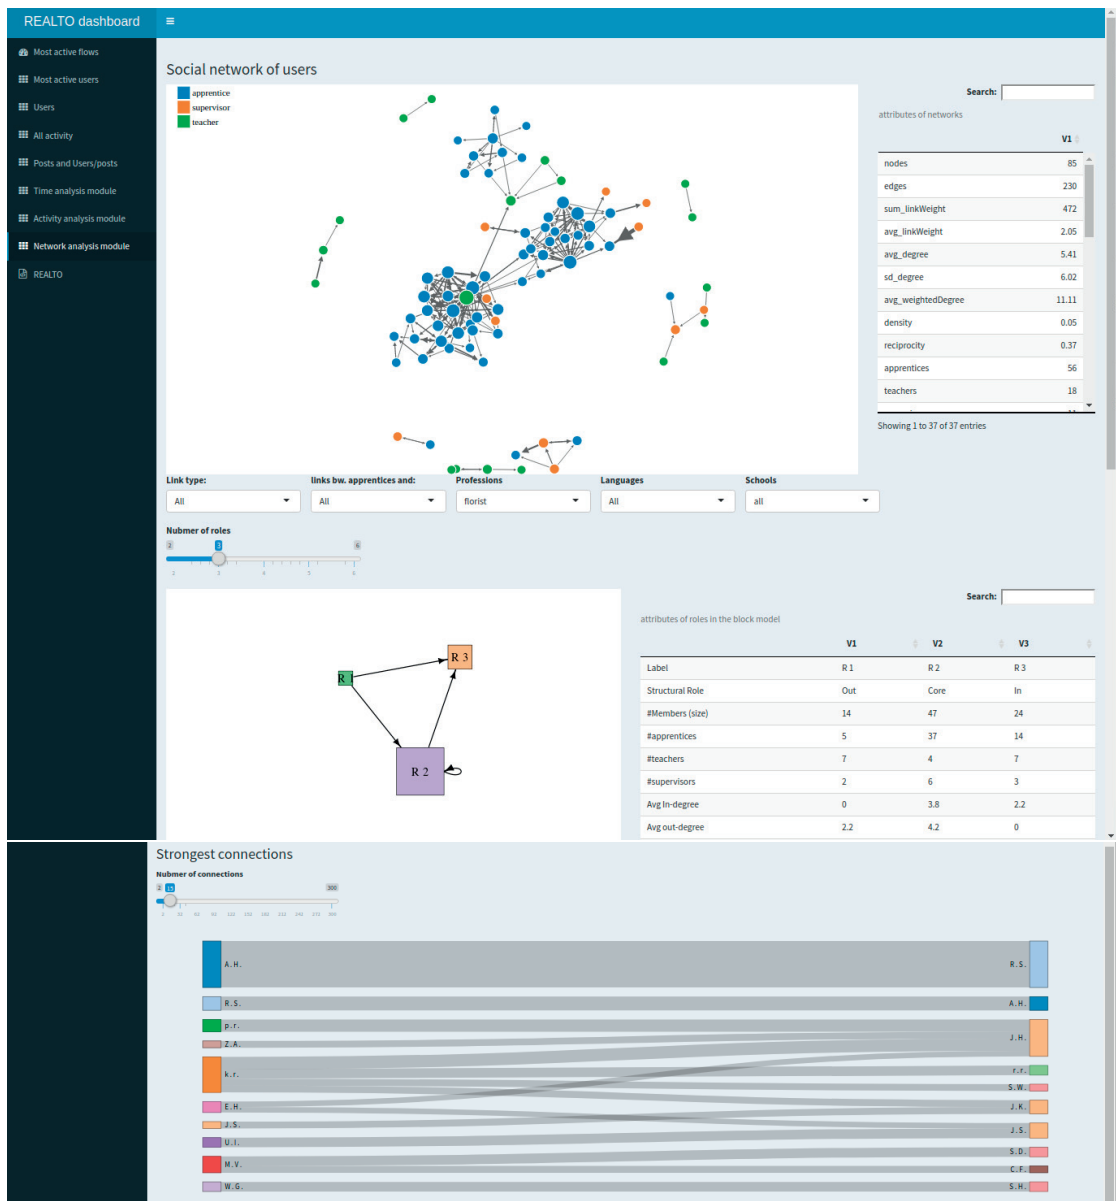 REALTO dashboard
Most active flows
Most active users
Users
All activity
Posts and Users/posts
Time analysis module
Activity analysis module
Network analysis module
REALTO
Social network of users
apprentice
supervisor
teacher
Search:
attributes of networks
V1
nodes 85
edges 230
sum_linkWeight 472
avg_linkWeight 2.05
avg_degree 5.41
sd_degree 6.02
avg_weightedDegree 11.11
density 0.05
reciprocity 0.37
apprentices 56
teachers 18
Showing 1 to 37 of 37 entries
Link type: links bw. apprentices and: Professions Languages Schools
All All florist All all
Nubmer of roles
2 3 6
2 3 4 5 6
R 1
R 3
R 2
Search:
attributes of roles in the block model
V1 V2 V3
Label R 1 R 2 R 3
Structural Role Out Core In
#Members (size) 14 47 24
#apprentices 5 37 14
#teachers 7 4 7
#supervisors 2 6 3
Avg In-degree 0 3.8 2.2
Avg out-degree 2.2 4.2 0
Strongest connections
Nubmer of connections
2 15 300
A.H. R.S.
R.S. A.H.
p.r.
Z.A. J.H.
k.r. r.r.
S.W.
E.H. J.K.
J.S. J.S.
U.I.
S.D.
M.V. C.F.
W.G. S.H.